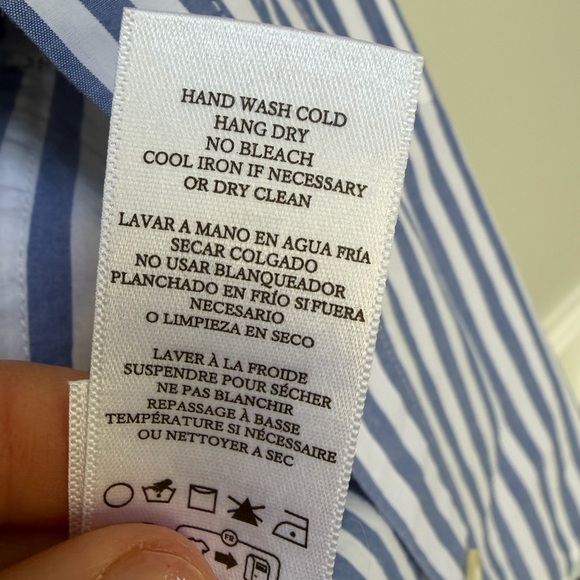 HAND WASH COLD
HANG DRY
NO BLEACH
COOL IRON IF NECESSARY
OR DRY CLEAN
LAVAR A MANO EN AGUA FRÍA
SECAR COLGADO
NO USAR BLANQUEADOR
PLANCHADO EN FRÍO SI FUERA
NECESARIO
O LIMPIEZA EN SECO
LAVER À LA FROIDE
SUSPENDRE POUR SÉCHER
NE PAS BLANCHIR
REPASSAGE À BASSE
TEMPÉRATURE SI NÉCESSAIRE
OU NETTOYER A SEC
FR